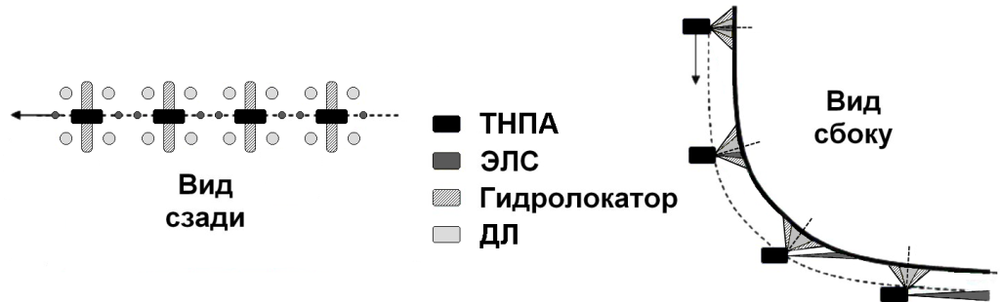 Вид
сзади
ТНПА
ЭЛС
Гидролокатор
ДЛ
Вид
сбоку